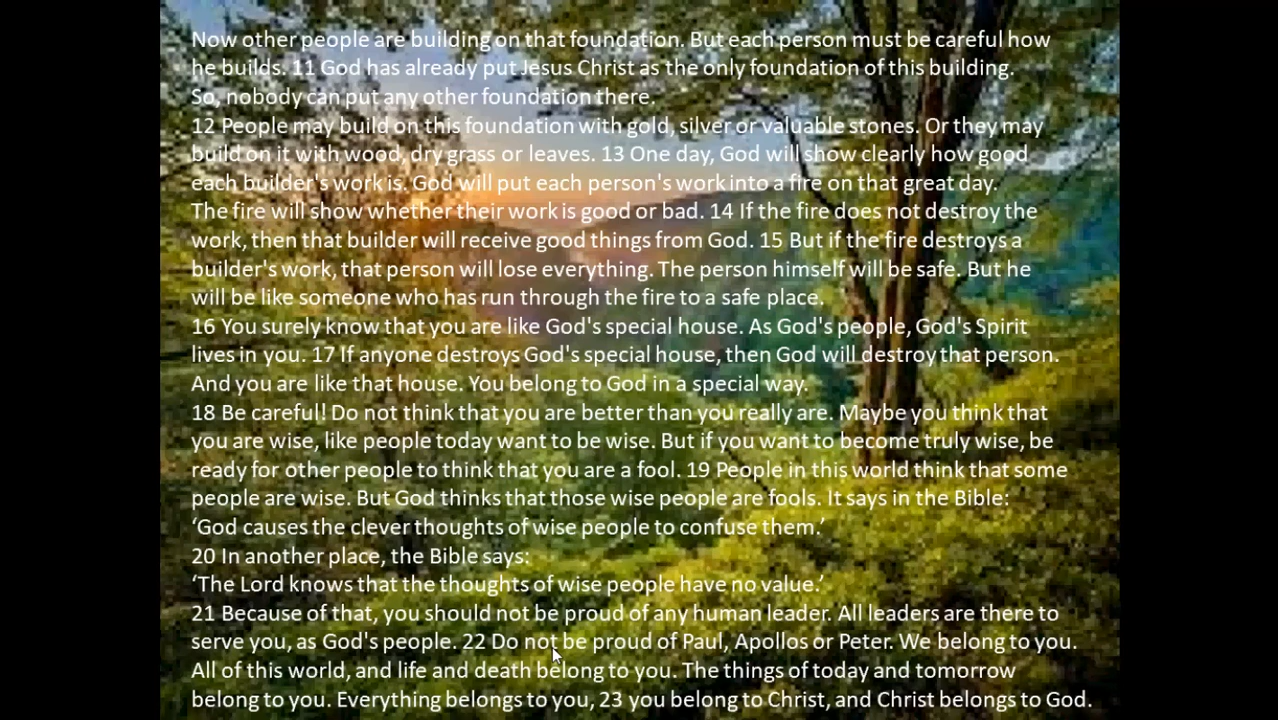 Now other people are building on that foundation. But each person must be careful how
he builds. 11 God has already put Jesus Christ as the only foundation of this building.
So, nobody can put any other foundation there.
12 People may build on this foundation with gold, silver or valuable stones. Or they may
build on it with wood, dry grass or leaves. 13 One day, God will show clearly how good
each builder's work is. God will put each person's work into a fire on that great day.
The fire will show whether their work is good or bad. 14 If the fire does not destroy the
work, then that builder will receive good things from God. 15 But if the fire destroys a
builder's work, that person will lose everything. The person himself will be safe. But he
will be like someone who has run through the fire to a safe place.
16 You surely know that you are like God's special house. As God's people, God's Spirit
lives in you. 17 If anyone destroys God's special house, then God will destroy that person.
And you are like that house. You belong to God in a special way.
18 Be careful! Do not think that you are better than you really are. Maybe you think that
you are wise, like people today want to be wise. But if you want to become truly wise, be
ready for other people to think that you are a fool. 19 People in this world think that some
people are wise. But God thinks that those wise people are fools. It says in the Bible:
‘God causes the clever thoughts of wise people to confuse them.’
20 In another place, the Bible says:
‘The Lord knows that the thoughts of wise people have no value.’
21 Because of that, you should not be proud of any human leader. All leaders are there to
serve you, as God's people. 22 Do not be proud of Paul, Apollos or Peter. We belong to you.
All of this world, and life and death belong to you. The things of today and tomorrow
belong to you. Everything belongs to you, 23 you belong to Christ, and Christ belongs to God.